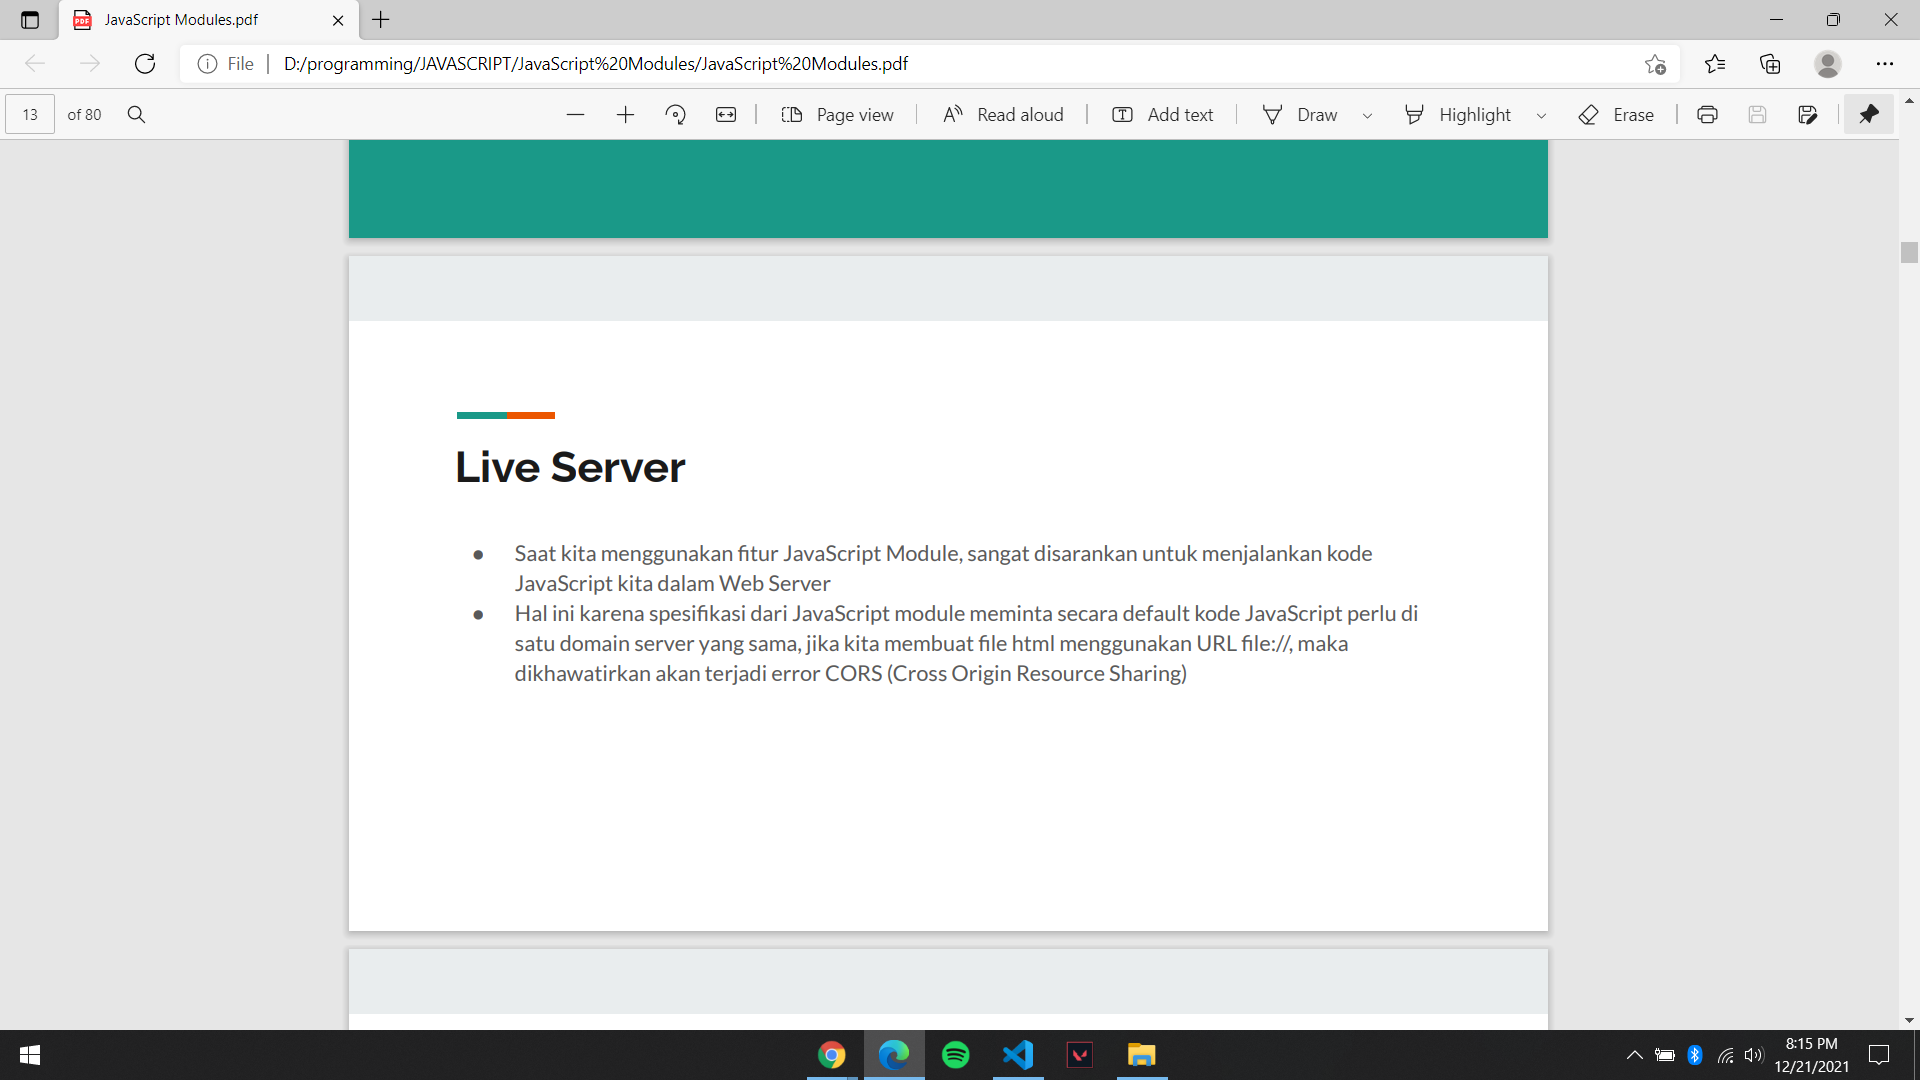 JavaScript Modules.pdf
File
D:/programming/JAVASCRIPT/JavaScript%20Modules/JavaScript%20Modules.pdf
13 of 80
Page view
Read aloud
Add text
Draw
Highlight
Erase
Live Server
● Saat kita menggunakan fitur JavaScript Module, sangat disarankan untuk menjalankan kode
JavaScript kita dalam Web Server
● Hal ini karena spesifikasi dari JavaScript module meminta secara default kode JavaScript perlu di
satu domain server yang sama, jika kita membuat file html menggunakan URL file://, maka
dikhawatirkan akan terjadi error CORS (Cross Origin Resource Sharing)
8:15 PM
12/21/2021